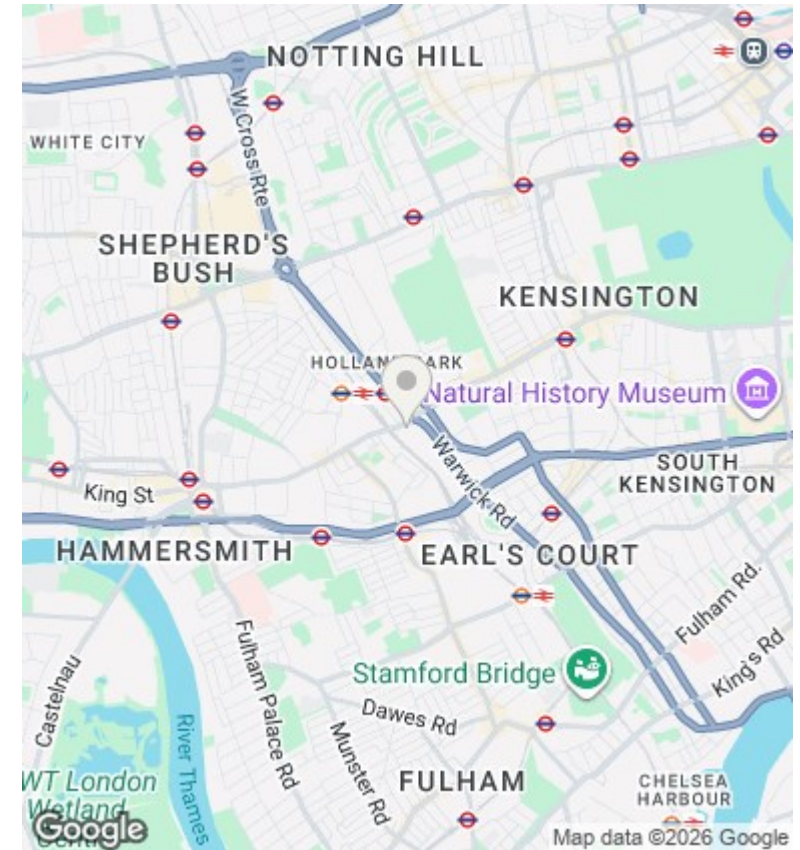 NOTTING HILL
W Cross Rte
WHITE CITY
SHEPHERD'S
BUSH
KENSINGTON
HOLLAND PARK
Natural History Museum
Warwick Rd
SOUTH
KENSINGTON
King St
HAMMERSMITH
EARL'S COURT
Fulham Rd.
King's Rd
Stamford Bridge
Castelnau
Fulham Palace Rd
Dawes Rd
Munster Rd
River Thames
WT London
Wetland
FULHAM
CHELSEA
HARBOUR
Google
Map data ©2026 Google